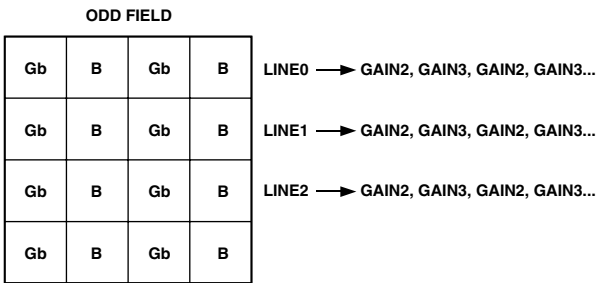 ODD FIELD
Gb B Gb B LINE0 GAIN2, GAIN3, GAIN2, GAIN3...
Gb B Gb B LINE1 GAIN2, GAIN3, GAIN2, GAIN3...
Gb B Gb B LINE2 GAIN2, GAIN3, GAIN2, GAIN3...
Gb B Gb B